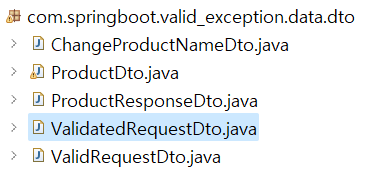 com.springboot.valid_exception.data.dto
ChangeProductNameDto.java
ProductDto.java
ProductResponseDto.java
ValidatedRequestDto.java
ValidRequestDto.java